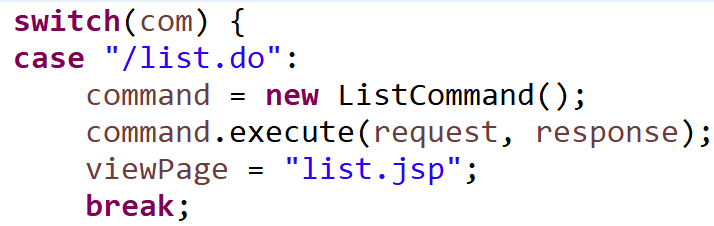 switch(com) {
case "/list.do":
    command = new ListCommand();
    command.execute(request, response);
    viewPage = "list.jsp";
    break;